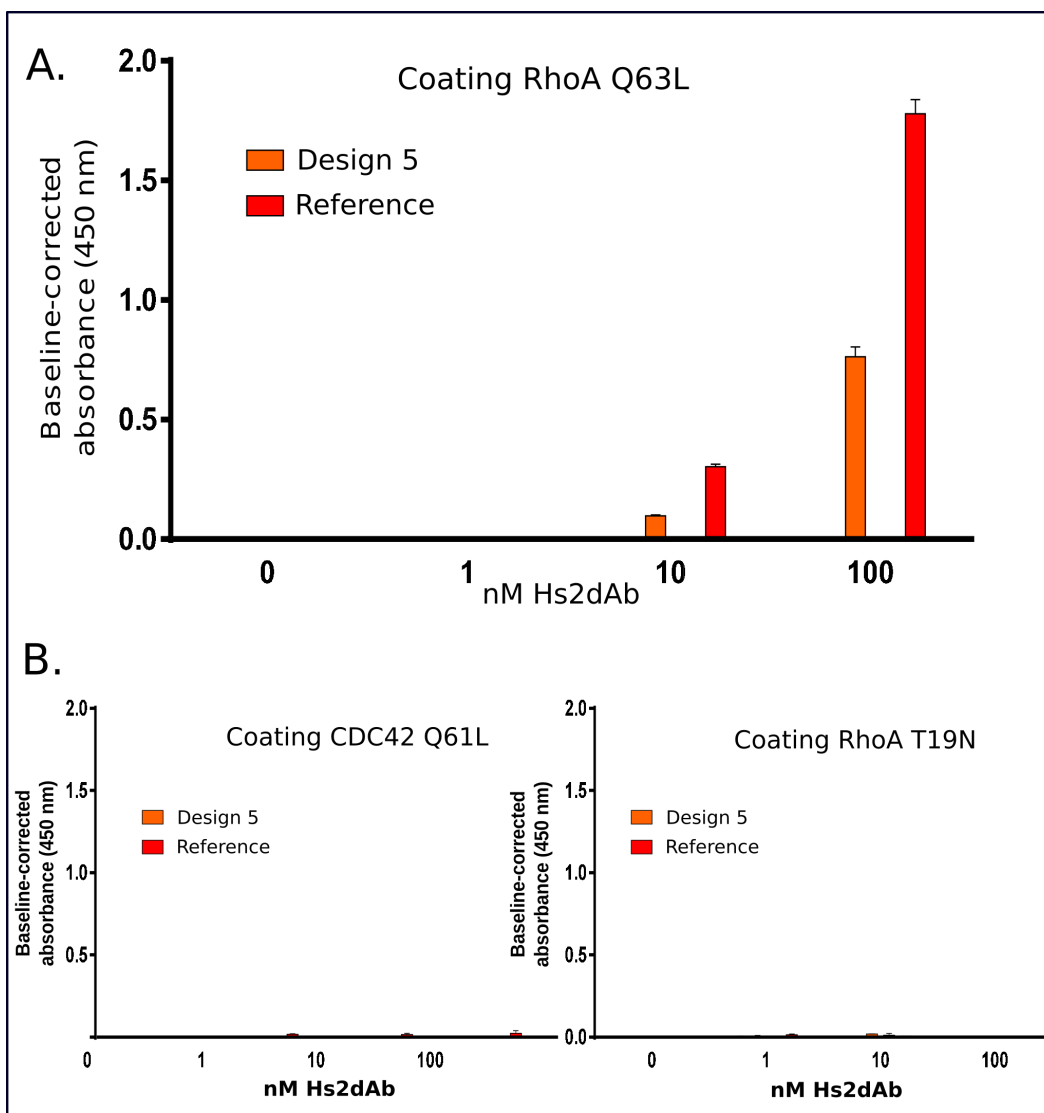 A.
Coating RhoA Q63L
2.0
1.5
1.0
0.5
0.0
Baseline-corrected
absorbance (450 nm)
Design 5
Reference
0 1 10 100
nM Hs2dAb
B.
Coating CDC42 Q61L
2.0
1.5
1.0
0.5
Baseline-corrected
absorbance (450 nm)
Design 5
Reference
0 1 10 100
nM Hs2dAb
Coating RhoA T19N
2.0
1.5
1.0
0.5
0.0
Baseline-corrected
absorbance (450 nm)
Design 5
Reference
0 1 10 100
nM Hs2dAb